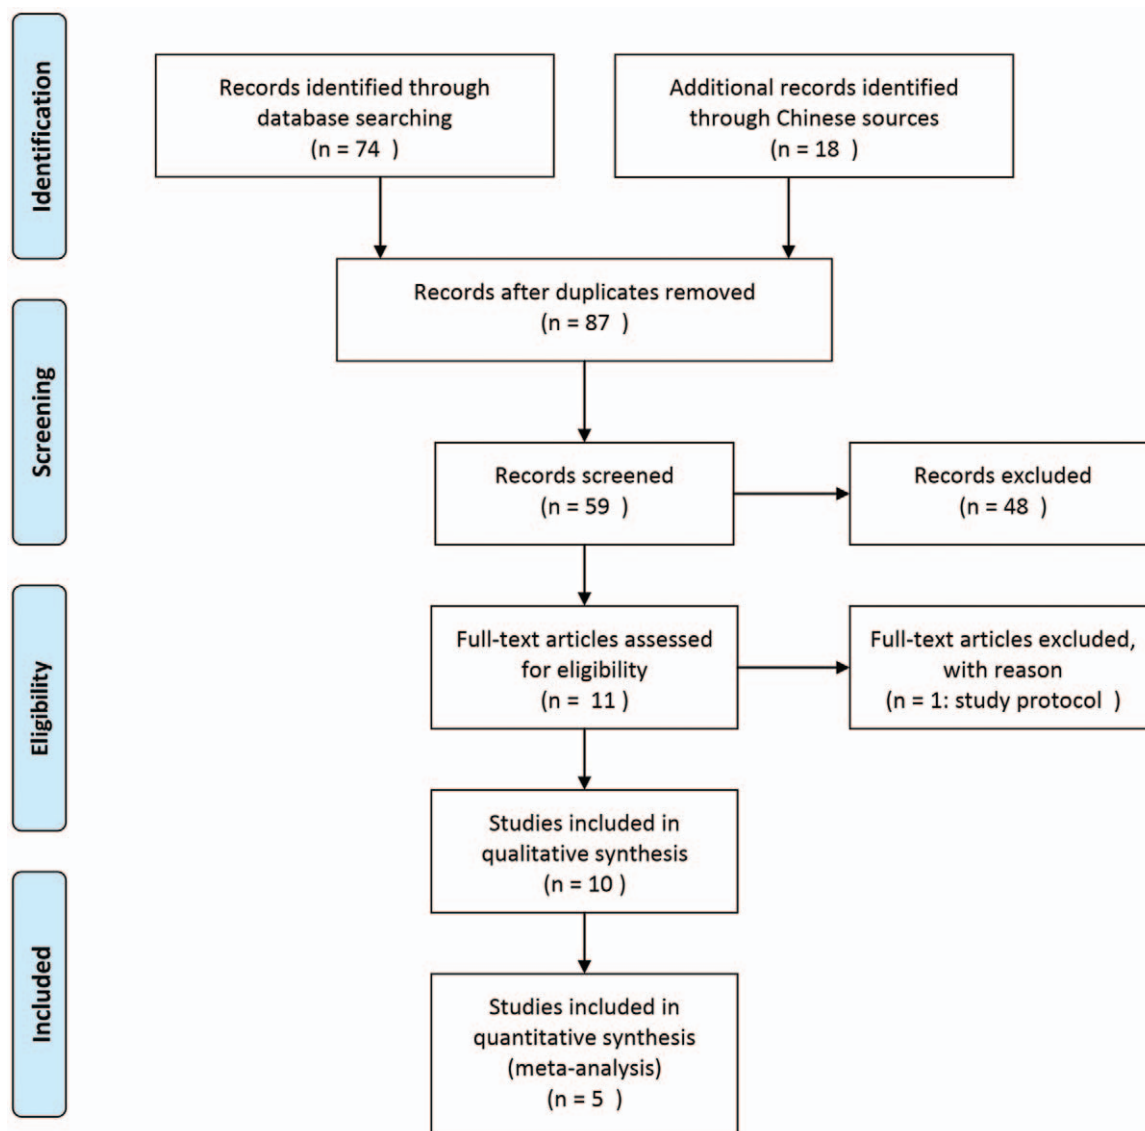 Identification
Records identified through
database searching
(n = 74 )
Additional records identified
through Chinese sources
(n = 18 )
Records after duplicates removed
(n = 87 )
Screening
Records screened
(n = 59 )
Records excluded
(n = 48 )
Eligibility
Full-text articles assessed
for eligibility
(n = 11 )
Full-text articles excluded,
with reason
(n = 1: study protocol )
Studies included in
qualitative synthesis
(n = 10 )
Included
Studies included in
quantitative synthesis
(meta-analysis)
(n = 5 )